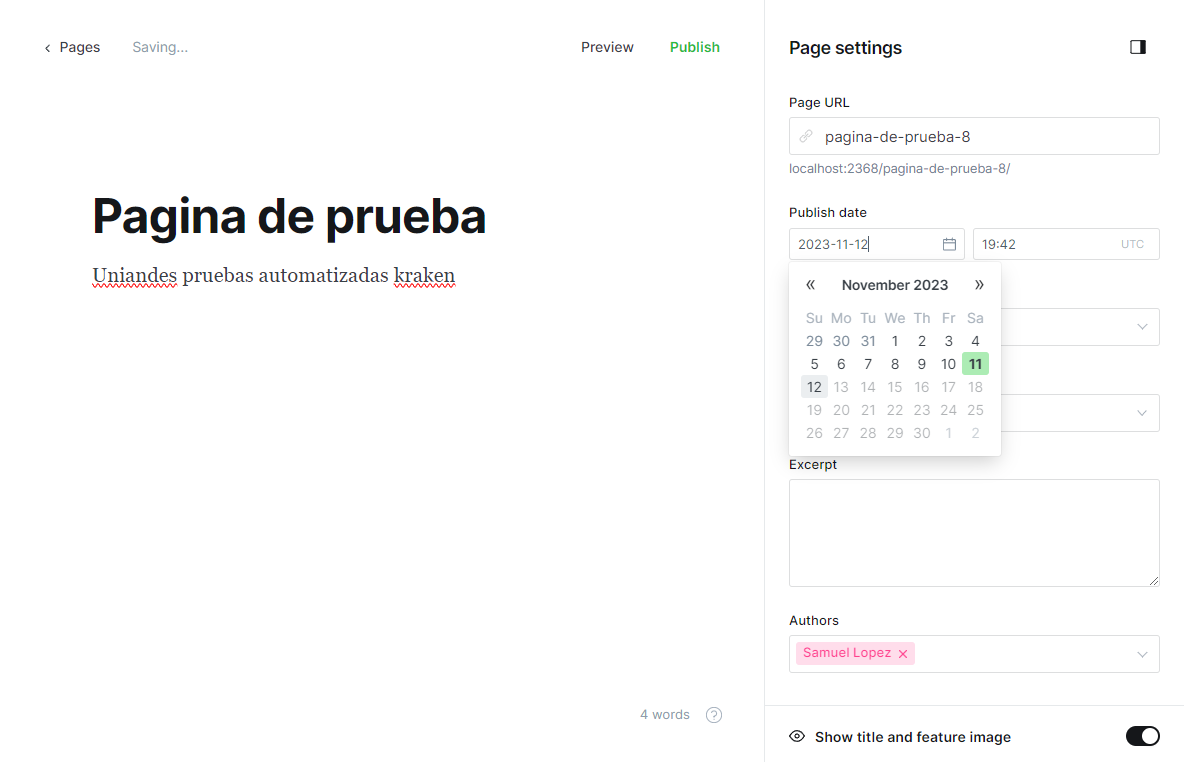 Pages Saving... Preview Publish
Pagina de prueba
Uniandes pruebas automatizadas kraken
4 words
Page settings
Page URL
pagina-de-prueba-8
localhost:2368/pagina-de-prueba-8/
Publish date
2023-11-12 19:42 UTC
« November 2023 »
Su Mo Tu We Th Fr Sa
29 30 31 1 2 3 4
5 6 7 8 9 10 11
12 13 14 15 16 17 18
19 20 21 22 23 24 25
26 27 28 29 30 1 2
Excerpt
Authors
Samuel Lopez ×
Show title and feature image